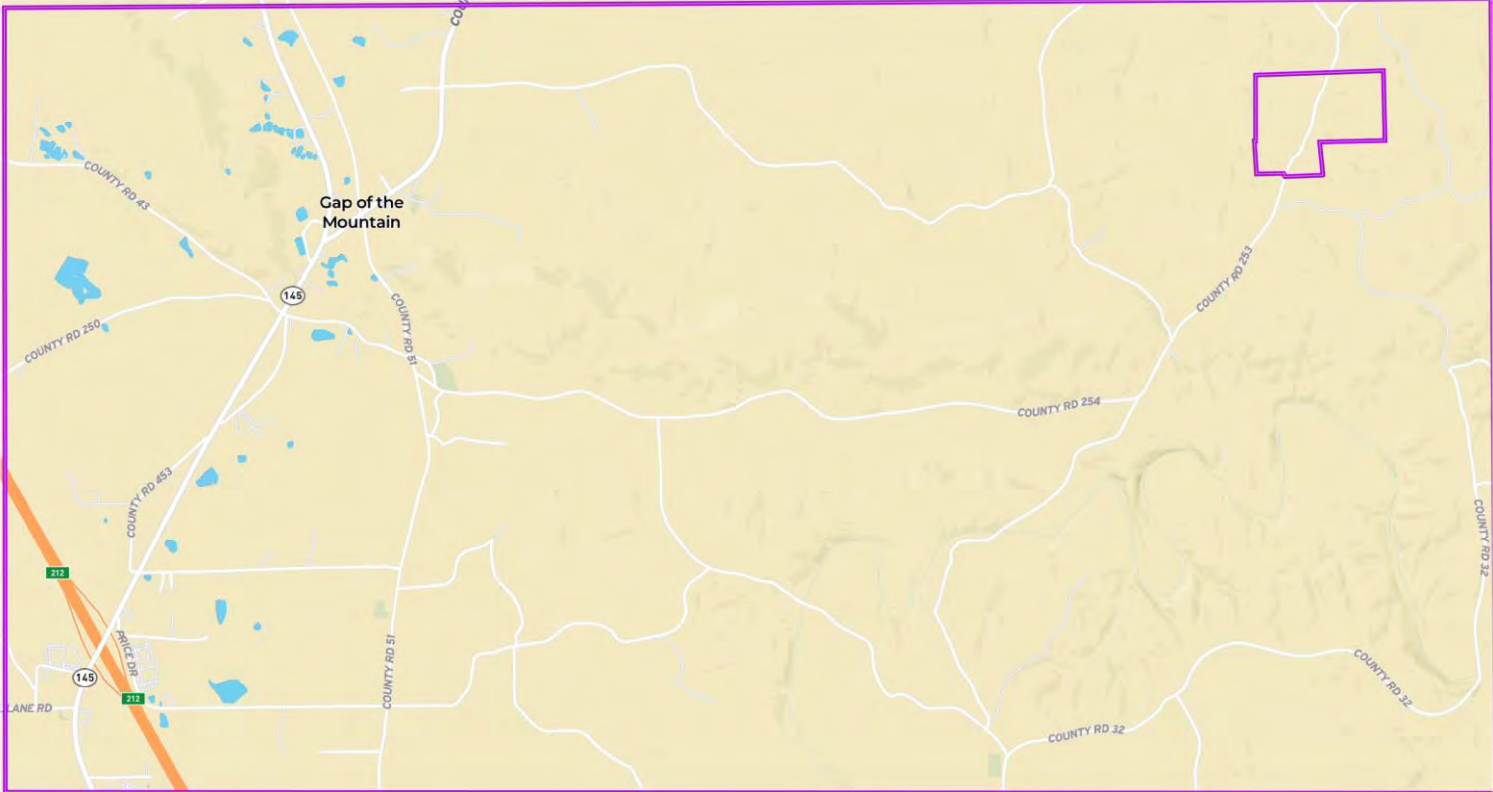 COU
COUNTY RD 43
Gap of the
Mountain
COUNTY RD 253
145
COUNTY RD 250
COUNTY RD 51
COUNTY RD 254
COUNTY RD 453
COUNTY RD 32
212
PRICE DR
COUNTY RD 51
145
212
COUNTY RD 32
LANE RD
COUNTY RD 32